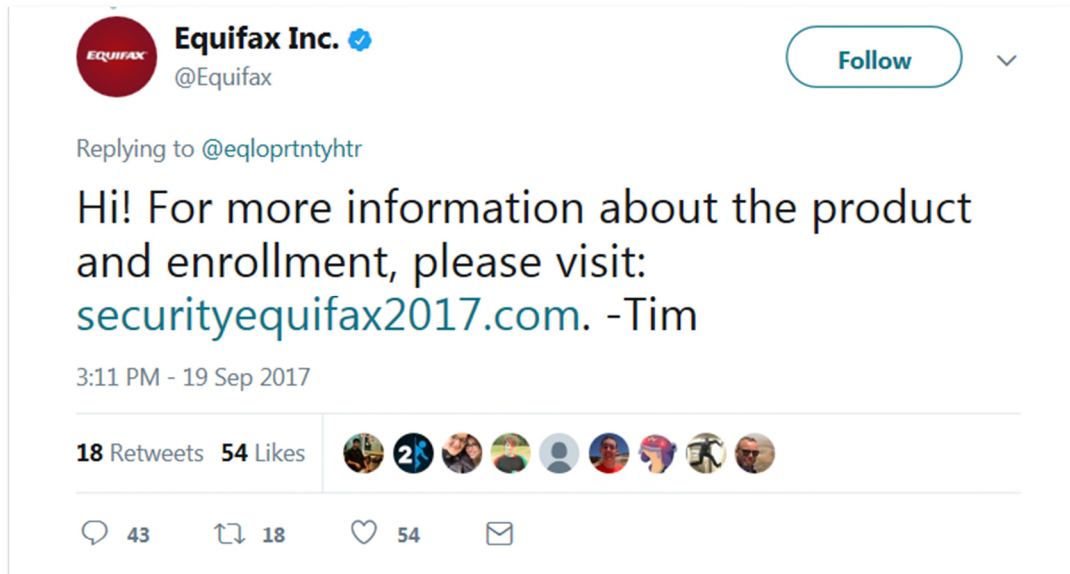 EQUIFAX
Equifax Inc.
@Equifax
Follow
Replying to @eqloprtntyhtr
Hi! For more information about the product
and enrollment, please visit:
securityequifax2017.com. -Tim
3:11 PM - 19 Sep 2017
18 Retweets 54 Likes
2
43 18 54